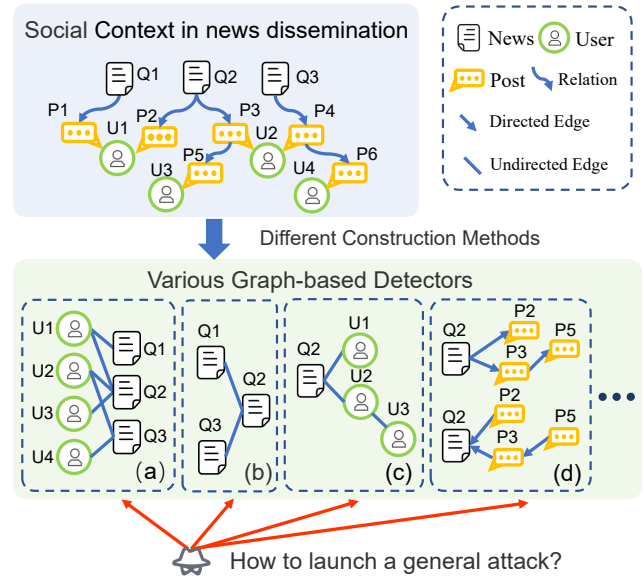 Social Context in news dissemination
Q1 Q2 Q3
P1 P2 P3 P4
U1 U2
P5 P6
U3 U4
News User
Post Relation
Directed Edge
Undirected Edge
Different Construction Methods
Various Graph-based Detectors
U1
U2
U3
U4
Q1
Q2
Q3
(a)
Q1
Q2
Q3
(b)
U1
Q2
U2
U3
(c)
P2
Q2
P3
P5
P2
Q2
P3
P5
(d)
How to launch a general attack?